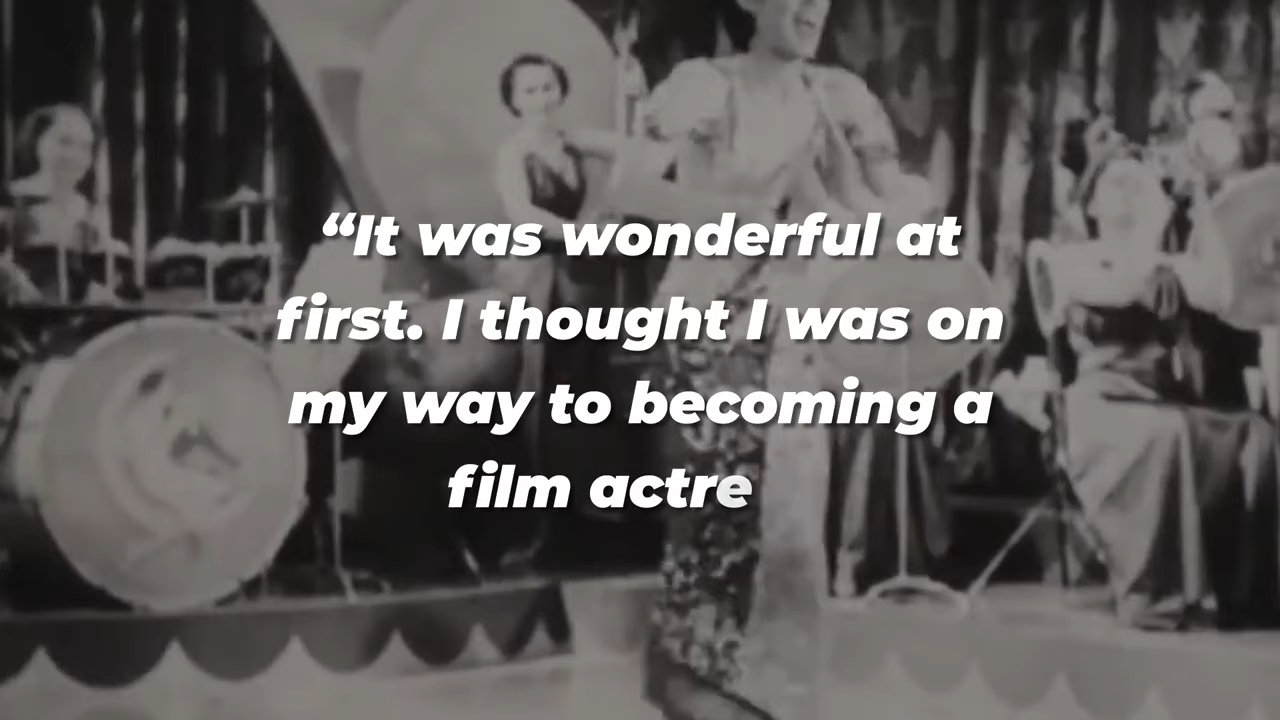 “It was wonderful at
first. I thought I was on
my way to becoming a
film actre